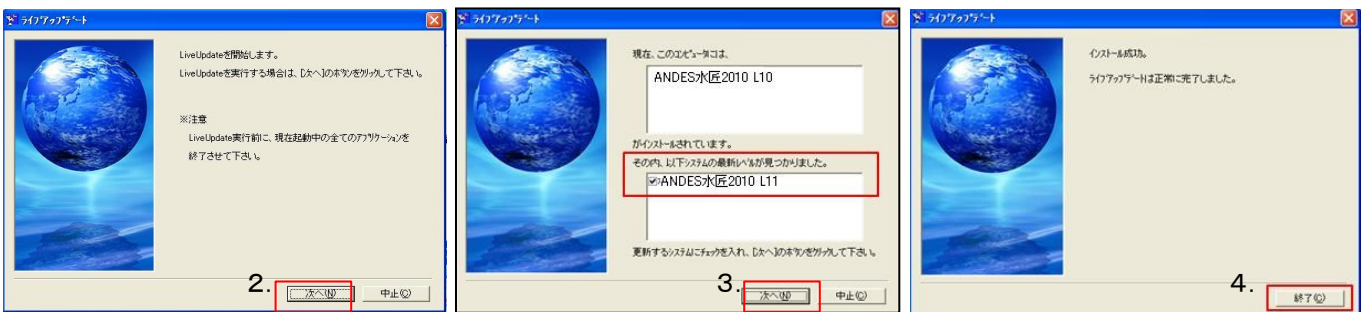 ライブアップデート
LiveUpdateを開始します。
LiveUpdateを実行する場合は、[次へ]のボタンをクリックして下さい。
※注意
LiveUpdate実行前に、現在起動中の全てのアプリケーションを
終了させて下さい。
2.
次へ(N)
中止(C)
ライブアップデート
現在、このコンピュータには、
ANDES水匠2010 L10
がインストールされています。
その内、以下システムの最新レベルが見つかりました。
ANDES水匠2010 L11
更新するシステムにチェックを入れ、[次へ]のボタンをクリックして下さい。
3.
次へ(N)
中止(C)
ライブアップデート
インストール成功。
ライブアップデートは正常に完了しました。
4.
終了(C)